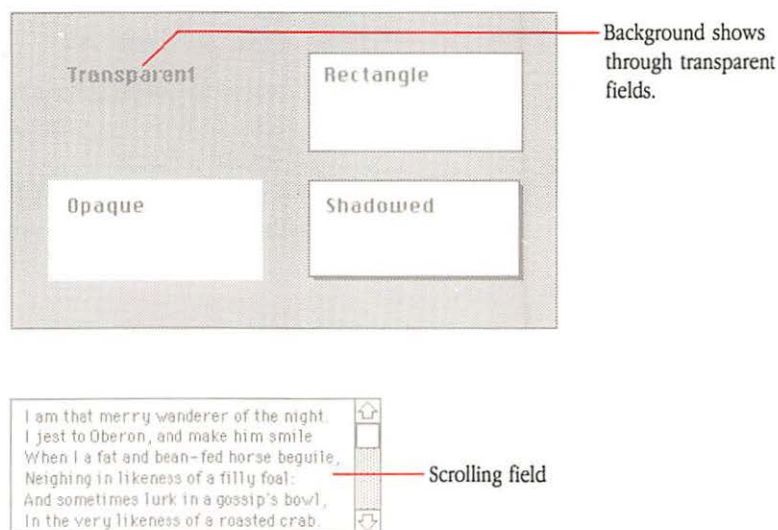 Transparent
Rectangle
Background shows
through transparent
fields.
Opaque
Shadowed
I am that merry wanderer of the night.
I jest to Oberon, and make him smile
When I a fat and bean-fed horse beguile,
Neighing in likeness of a filly foal:
And sometimes lurk in a gossip's bowl,
In the very likeness of a roasted crab.
Scrolling field